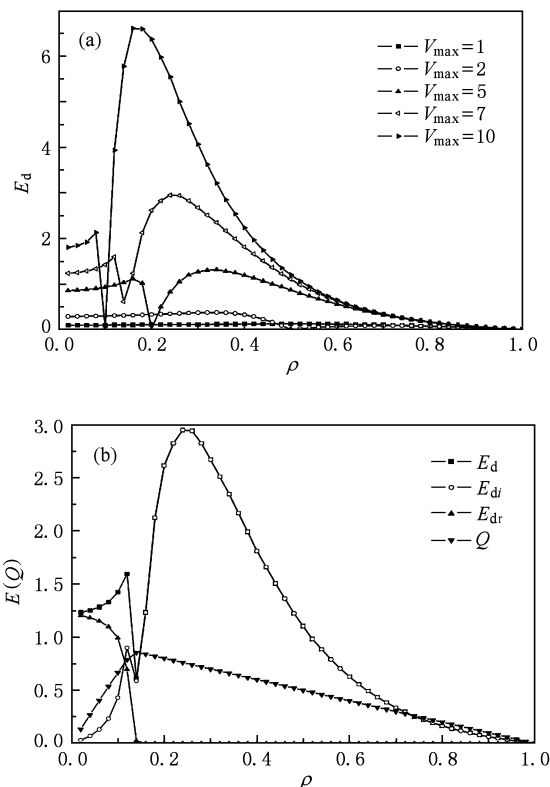 (a)
V_max=1
V_max=2
V_max=5
V_max=7
V_max=10
E_d
6
4
2
0
0.0 0.2 0.4 0.6 0.8 1.0
ρ
(b)
E_d
E_di
E_dr
Q
E(Q)
3.0
2.5
2.0
1.5
1.0
0.5
0.0
0.0 0.2 0.4 0.6 0.8 1.0
ρ